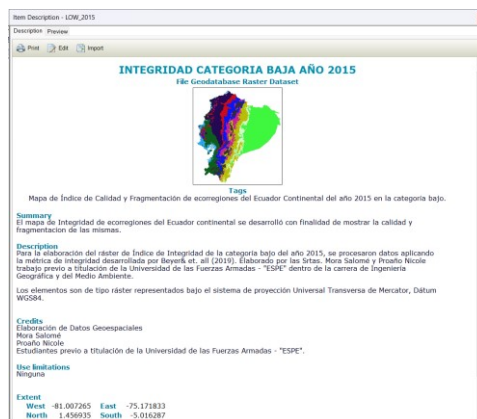 Item Description - LOW_2015
Description Preview
Print Edit Import
INTEGRIDAD CATEGORIA BAJA AÑO 2015
File Geodatabase Raster Dataset
Tags
Mapa de Índice de Calidad y Fragmentación de ecorregiones del Ecuador Continental del año 2015 en la categoria bajo.
Summary
El mapa de Integridad de ecorregiones del Ecuador continental se desarrolló con finalidad de mostrar la calidad y
fragmentacion de las mismas.
Description
Para la elaboración del ráster de Índice de Integridad de la categoria bajo del año 2015, se procesaron datos aplicando
la métrica de integridad desarrollada por Beyer& et. all (2019). Elaborado por las Srtas. Mora Salomé y Proaño Nicole
trabajo previo a titulación de la Universidad de las Fuerzas Armadas - "ESPE" dentro de la carrera de Ingeniería
Geográfica y del Medio Ambiente.
Los elementos son de tipo ráster representados bajo el sistema de proyección Universal Transversa de Mercator, Dátum
WGS84.
Credits
Elaboración de Datos Geoespaciales
Mora Salomé
Proaño Nicole
Estudiantes previo a titulación de la Universidad de las Fuerzas Armadas - "ESPE".
Use limitations
Ninguna
Extent
West -81.007265 East -75.171833
North 1.456935 South -5.016287